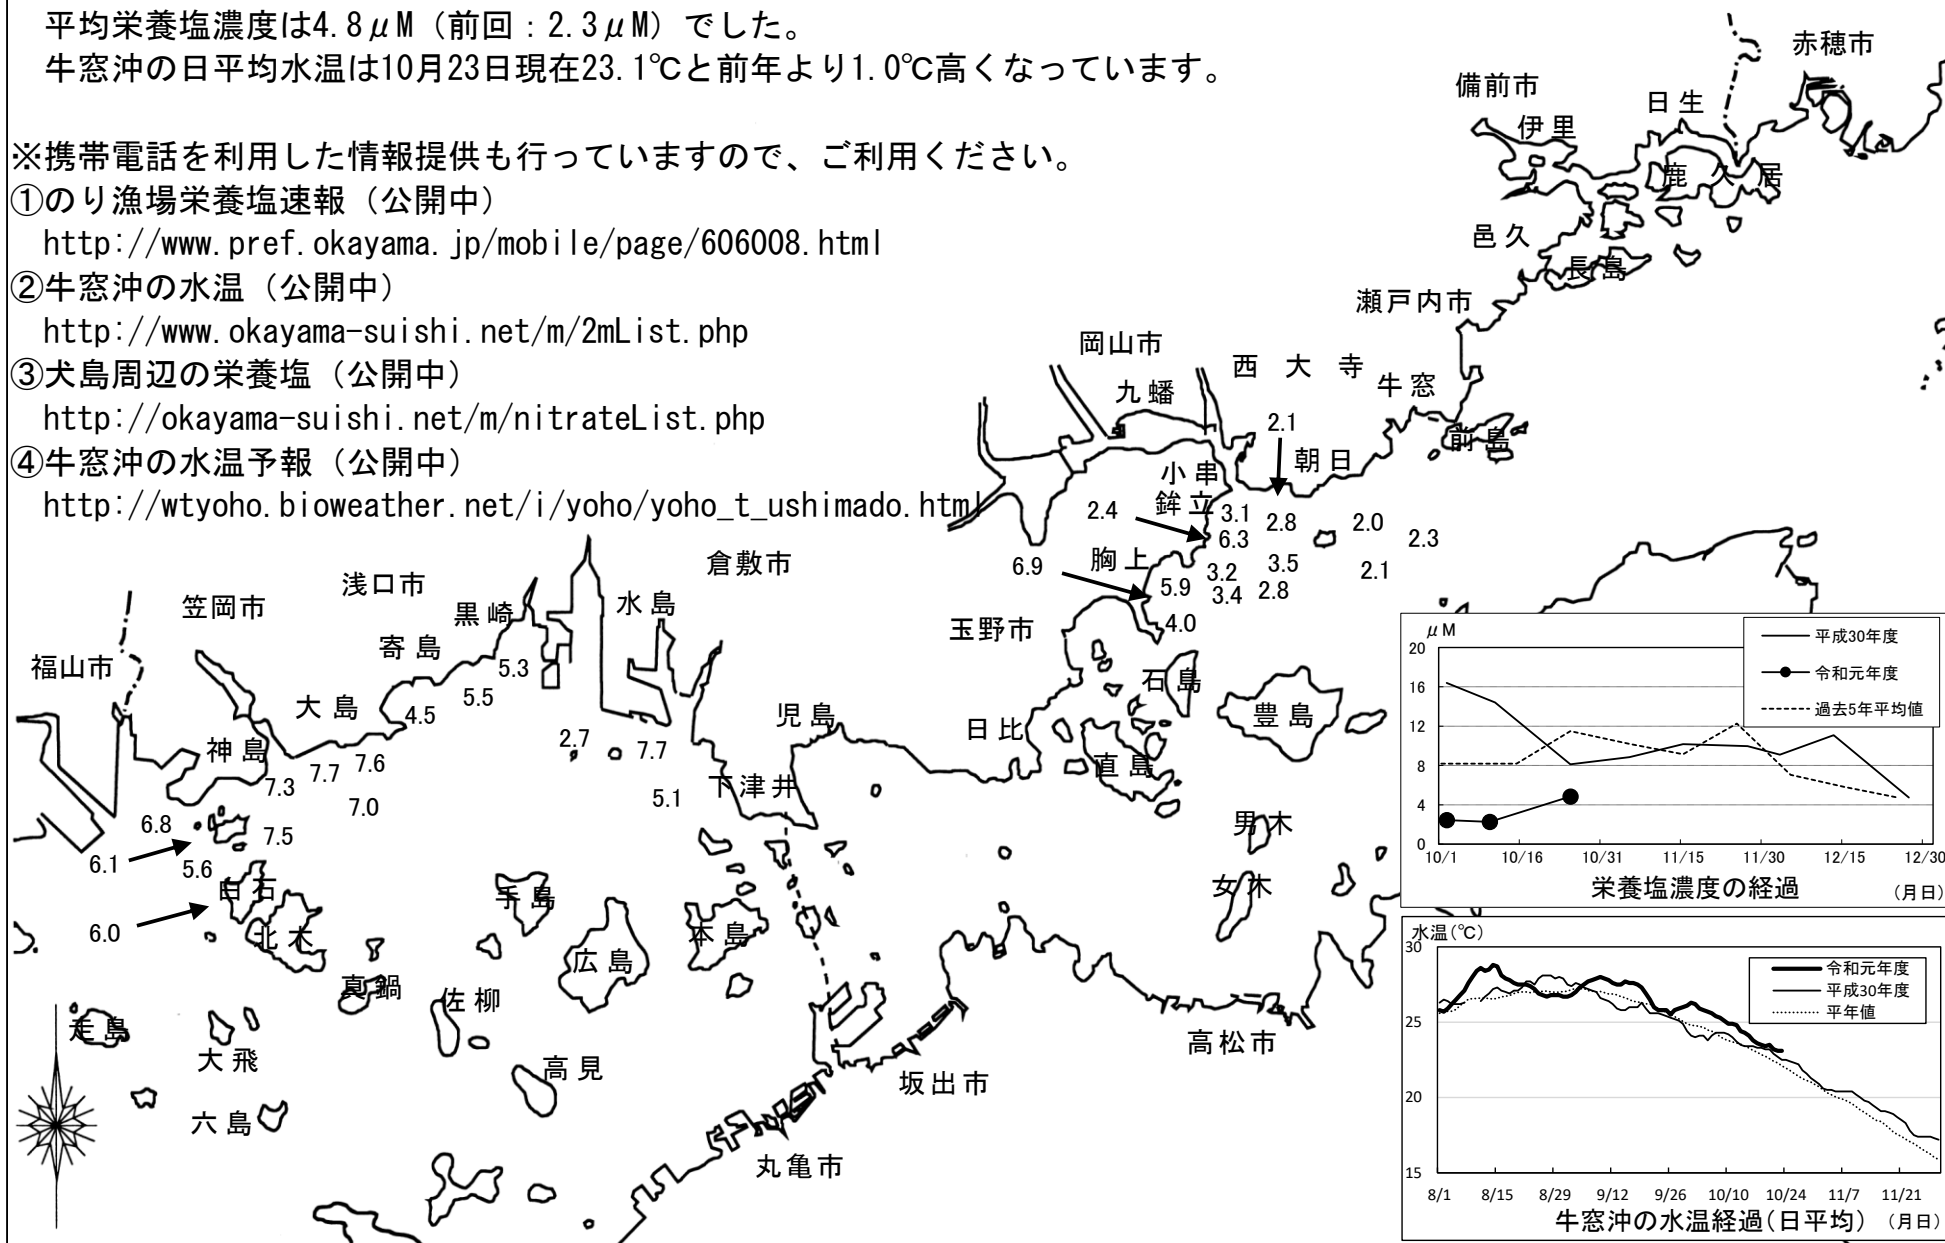 平均栄養塩濃度は4.8μM（前回：2.3μM）でした。
牛窓沖の日平均水温は10月23日現在23.1℃と前年より1.0℃高くなっています。
※携帯電話を利用した情報提供も行っていますので、ご利用ください。
①のり漁場栄養塩速報（公開中）
http://www.pref.okayama.jp/mobile/page/606008.html
②牛窓沖の水温（公開中）
http://www.okayama-suishi.net/m/2mList.php
③犬島周辺の栄養塩（公開中）
http://okayama-suishi.net/m/nitrateList.php
④牛窓沖の水温予報（公開中）
http://wtyoho.bioweather.net/i/yoho/yoho_t_ushimado.html
赤穂市
備前市
日生
伊里
鹿久居
邑久
長島
瀬戸内市
岡山市
西大寺
九蟠
牛窓
2.1
前島
朝日
小串
鉾立
2.4
3.1
2.8
2.0
6.3
2.3
胸上
6.9
3.2
3.5
2.1
5.9
3.4
2.8
4.0
玉野市
倉敷市
浅口市
水島
笠岡市
黒崎
寄島
福山市
5.3
5.5
大島
4.5
石島
児島
日比
豊島
神島
2.7
7.7
7.6
7.7
直島
7.3
下津井
5.1
7.0
男木
6.8
7.5
6.1
5.6
白石
手島
女木
6.0
北木
本島
広島
真鍋
佐柳
走島
大飛
高松市
高見
坂出市
六島
丸亀市
μM
平成30年度
令和元年度
過去5年平均値
20
16
12
8
4
0
10/1 10/16 10/31 11/15 11/30 12/15 12/30
栄養塩濃度の経過 （月日）
水温(℃)
令和元年度
平成30年度
平年値
30
25
20
15
8/1 8/15 8/29 9/12 9/26 10/10 10/24 11/7 11/21
牛窓沖の水温経過(日平均) （月日）